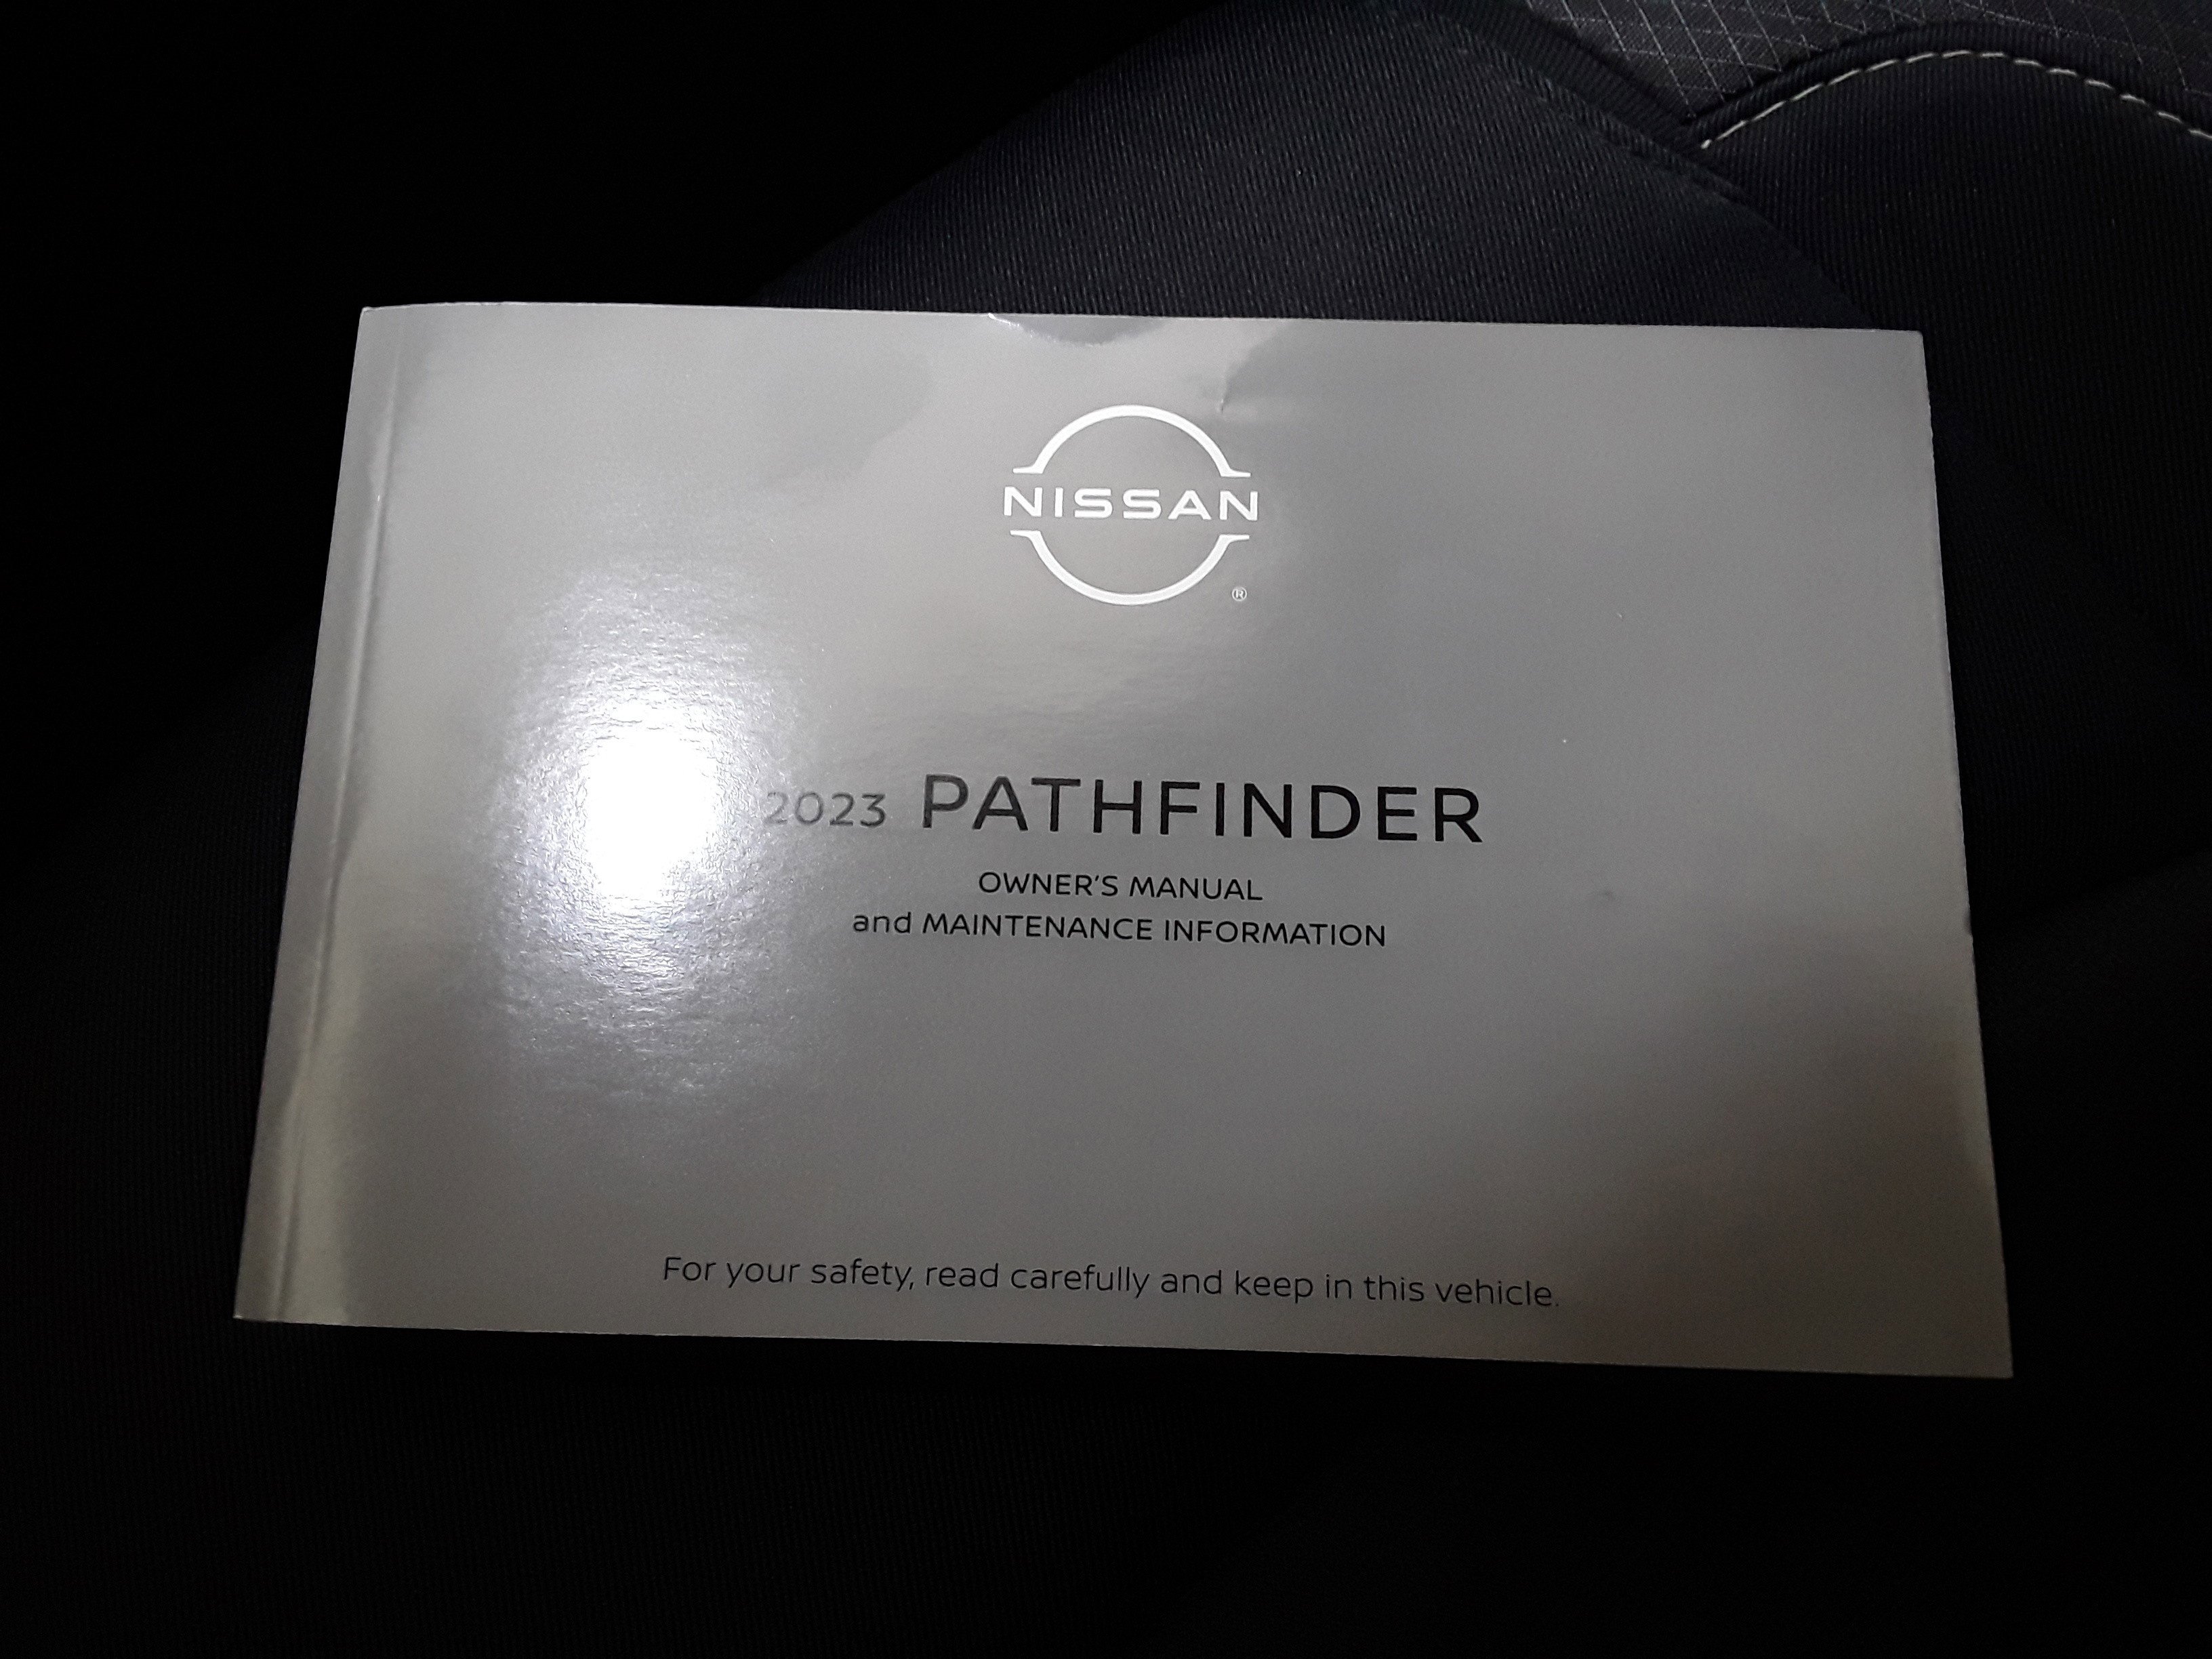 NISSAN
®
2023 PATHFINDER
OWNER'S MANUAL
and MAINTENANCE INFORMATION
For your safety, read carefully and keep in this vehicle.